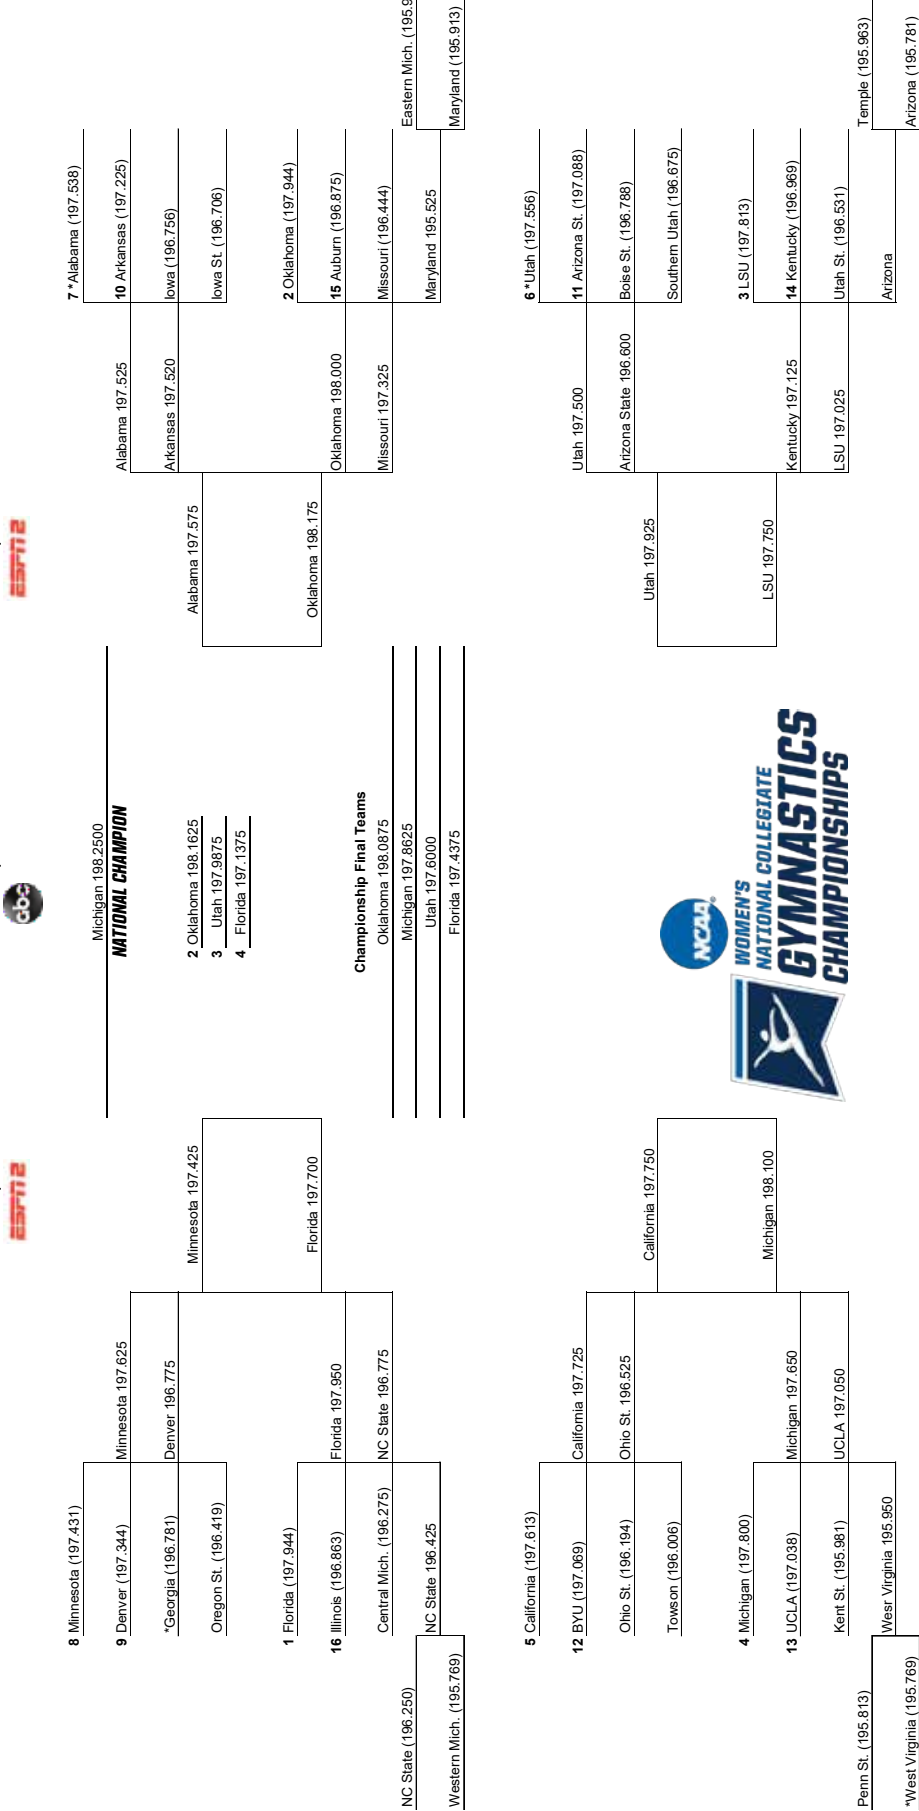 ESPN 2
abc
ESPN 2
8 Minnesota (197.431)
9 Denver (197.344)
*Georgia (196.781)
Oregon St. (196.419)
1 Florida (197.944)
16 Illinois (196.863)
Central Mich. (196.275)
NC State 196.425
NC State (196.250)
Western Mich. (195.769)
5 California (197.613)
12 BYU (197.069)
Ohio St. (196.194)
Towson (196.006)
4 Michigan (197.800)
13 UCLA (197.038)
Kent St. (195.981)
Wesr Virginia 195.950
Penn St. (195.813)
*West Virginia (195.769)
Minnesota 197.625
Denver 196.775
Florida 197.950
NC State 196.775
California 197.725
Ohio St. 196.525
Michigan 197.650
UCLA 197.050
Minnesota 197.425
Florida 197.700
California 197.750
Michigan 198.100
Michigan 198.2500
NATIONAL CHAMPION
2 Oklahoma 198.1625
3 Utah 197.9875
4 Florida 197.1375
Championship Final Teams
Oklahoma 198.0875
Michigan 197.8625
Utah 197.6000
Florida 197.4375
NCAA
WOMEN'S
NATIONAL COLLEGIATE
GYMNASTICS
CHAMPIONSHIPS
Alabama 197.575
Oklahoma 198.175
Utah 197.925
LSU 197.750
Alabama 197.525
Arkansas 197.520
Oklahoma 198.000
Missouri 197.325
Utah 197.500
Arizona State 196.600
Kentucky 197.125
LSU 197.025
7 *Alabama (197.538)
10 Arkansas (197.225)
Iowa (196.756)
Iowa St. (196.706)
2 Oklahoma (197.944)
15 Auburn (196.875)
Missouri (196.444)
Maryland 195.525
Eastern Mich. (195.9
Maryland (195.913)
6 *Utah (197.556)
11 Arizona St. (197.088)
Boise St. (196.788)
Southern Utah (196.675)
3 LSU (197.813)
14 Kentucky (196.969)
Utah St. (196.531)
Arizona
Temple (195.963)
Arizona (195.781)